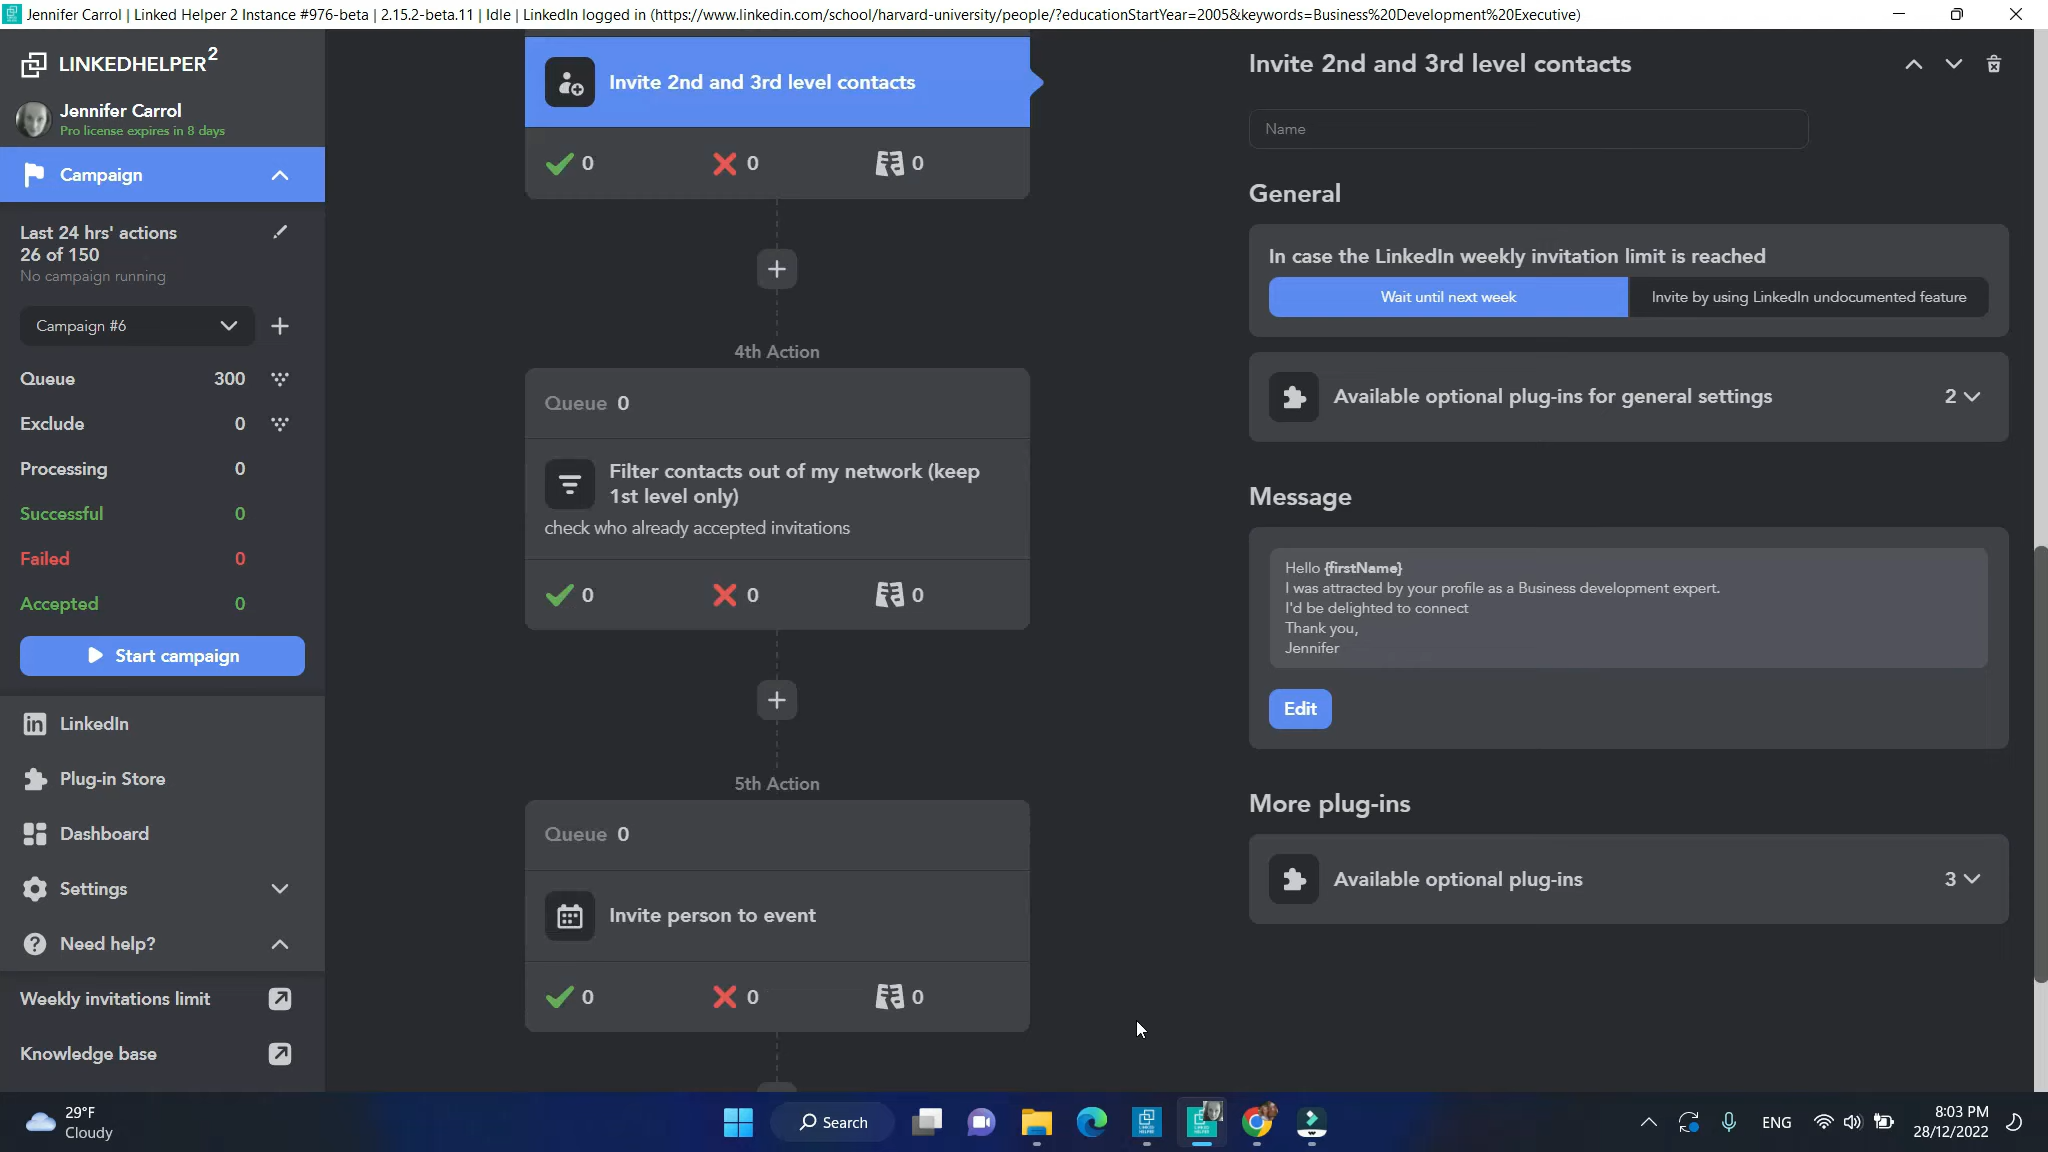 Jennifer Carrol | Linked Helper 2 Instance #976-beta | 2.15.2-beta.11 | Idle | LinkedIn logged in (https://www.linkedin.com/school/harvard-university/people/?educationStartYear=2005&keywords=Business%20Development%20Executive)
LINKEDHELPER2
Jennifer Carrol
Pro license expires in 8 days
Campaign
Last 24 hrs' actions
26 of 150
No campaign running
Campaign #6
Queue 300
Exclude 0
Processing 0
Successful 0
Failed 0
Accepted 0
Start campaign
LinkedIn
Plug-in Store
Dashboard
Settings
Need help?
Weekly invitations limit
Knowledge base
Invite 2nd and 3rd level contacts
0 0 0
4th Action
Queue 0
Filter contacts out of my network (keep
1st level only)
check who already accepted invitations
0 0 0
5th Action
Queue 0
Invite person to event
0 0 0
Invite 2nd and 3rd level contacts
Name
General
In case the LinkedIn weekly invitation limit is reached
Wait until next week Invite by using LinkedIn undocumented feature
Available optional plug-ins for general settings 2
Message
Hello {firstName}
I was attracted by your profile as a Business development expert.
I'd be delighted to connect
Thank you,
Jennifer
Edit
More plug-ins
Available optional plug-ins 3
29°F
Cloudy
Search
ENG
8:03 PM
28/12/2022